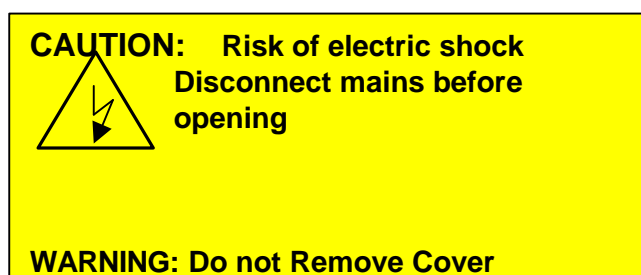 CAUTION: Risk of electric shock
Disconnect mains before
opening
WARNING: Do not Remove Cover